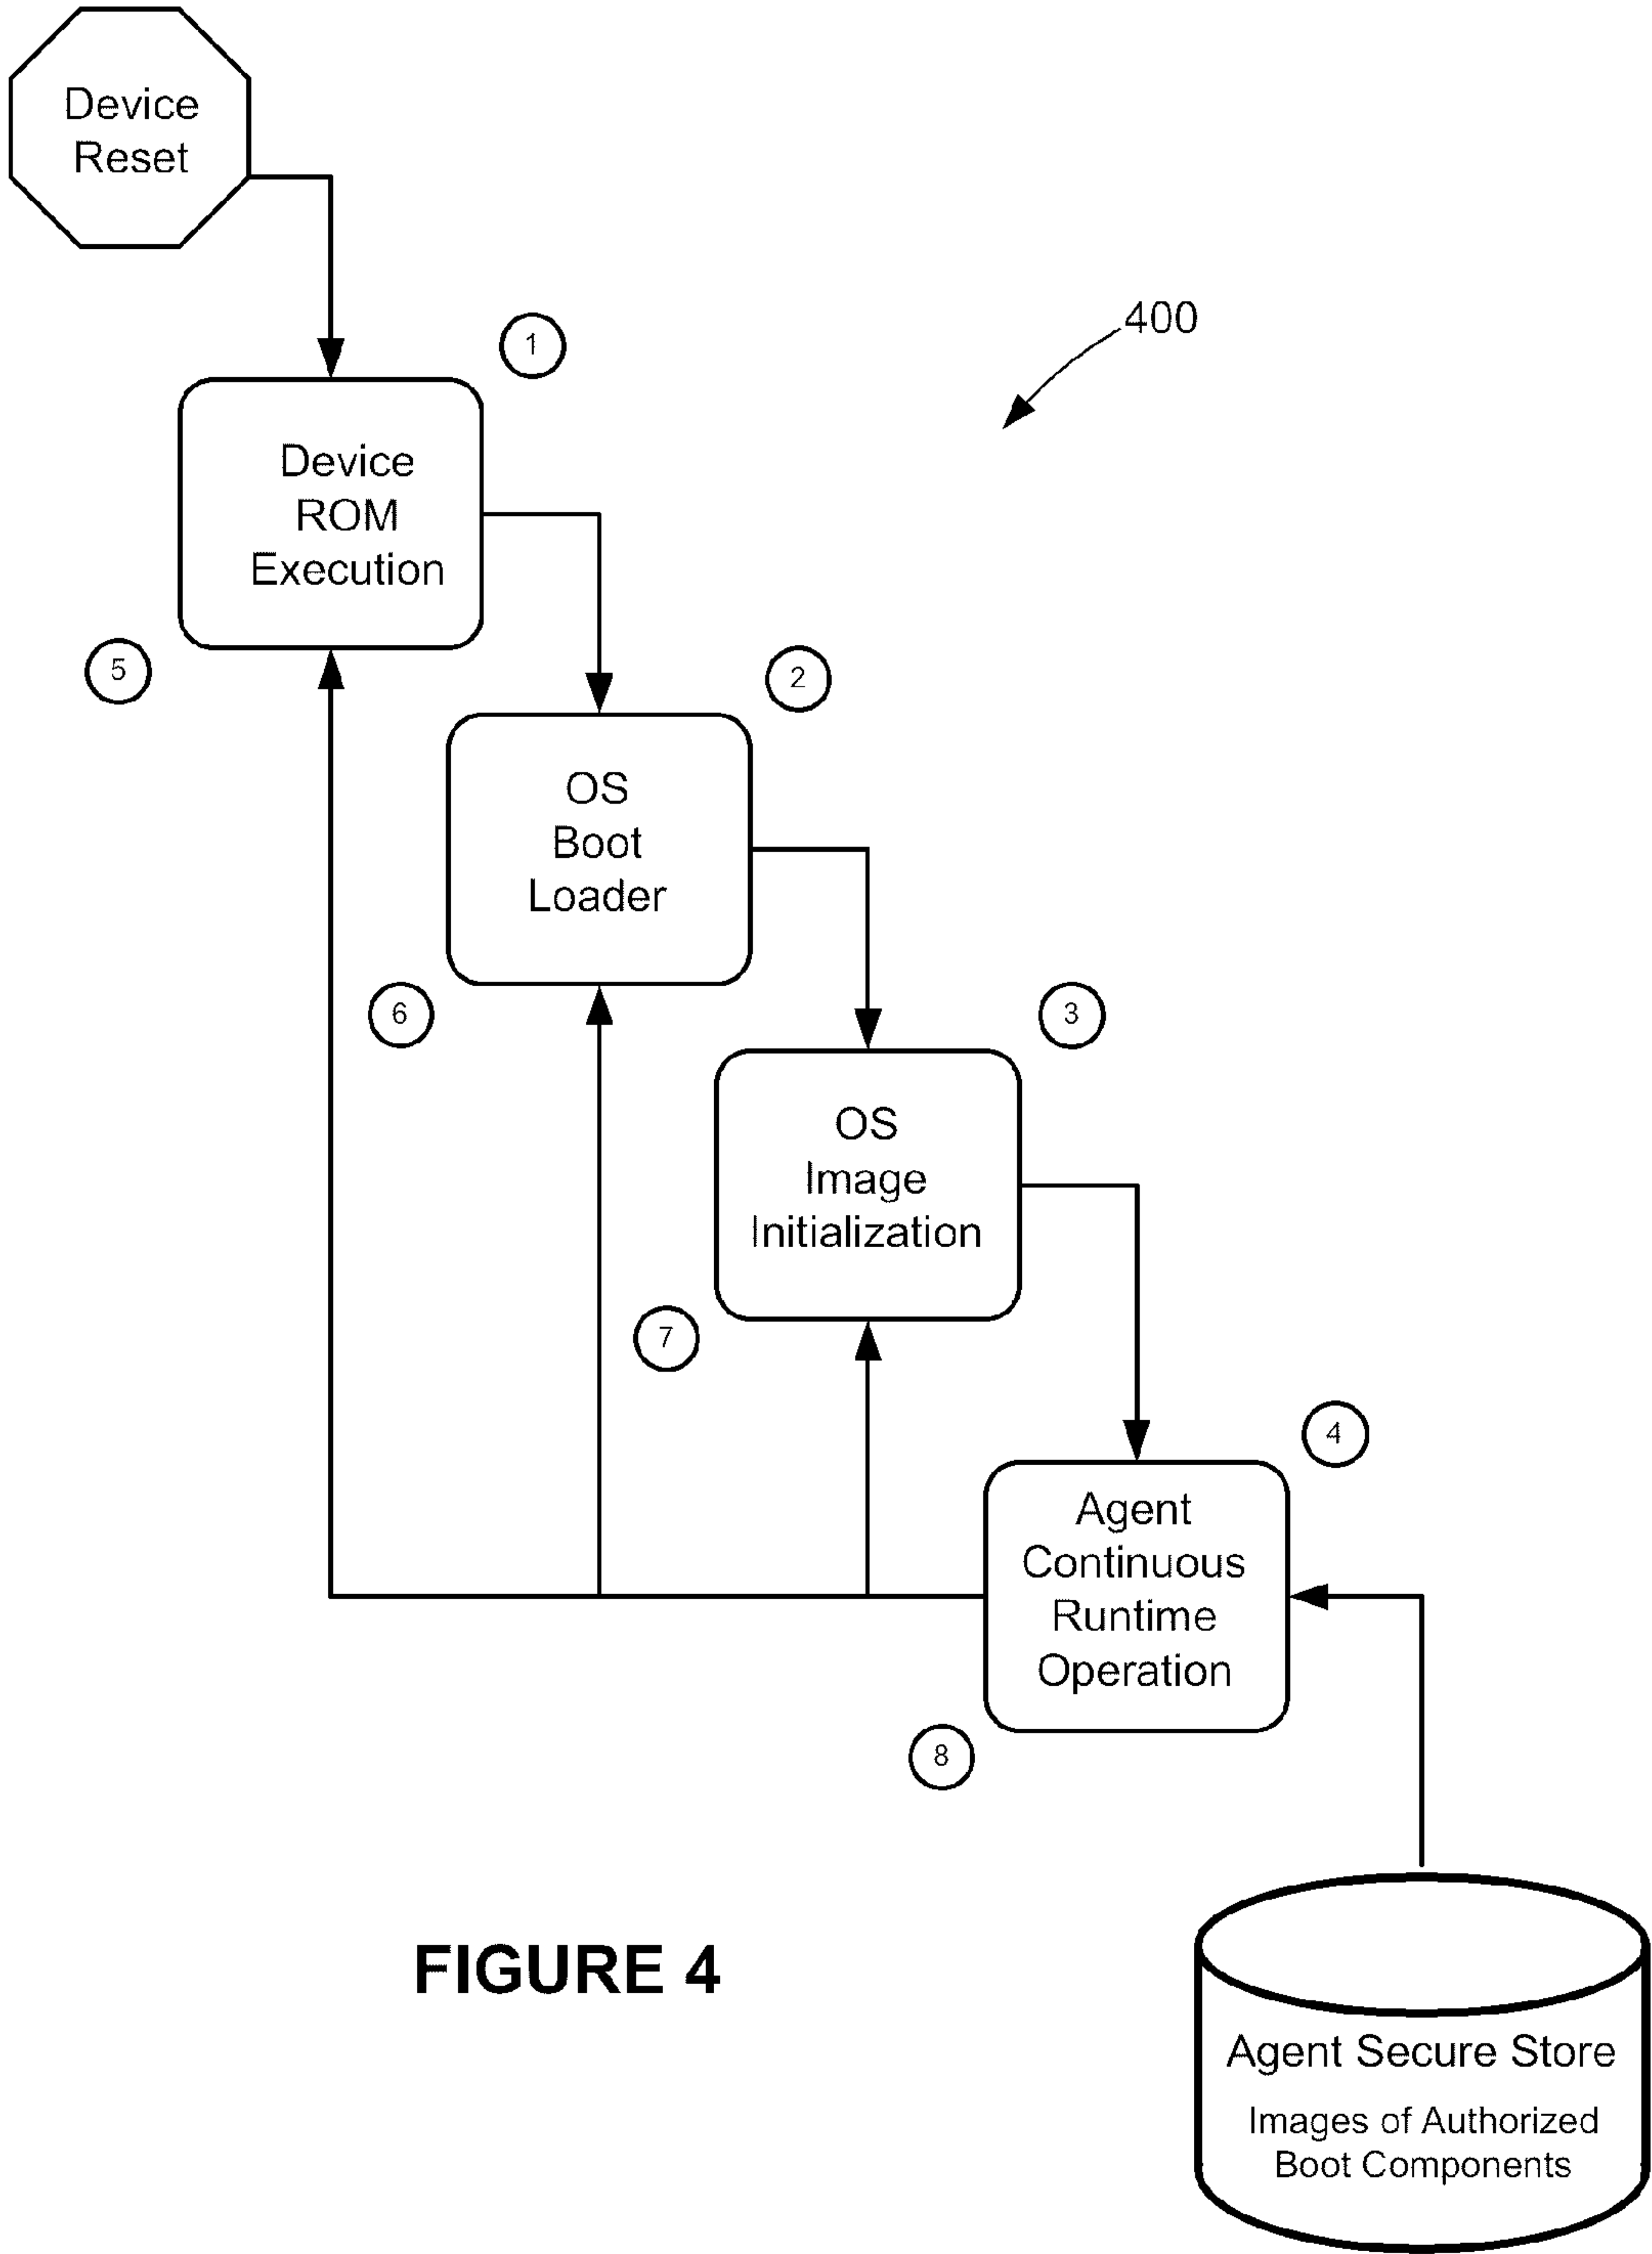 Device
Reset
400
1
Device
ROM
Execution
5
2
OS
Boot
Loader
6
3
OS
Image
Initialization
7
4
Agent
Continuous
Runtime
Operation
8
FIGURE 4
Agent Secure Store
Images of Authorized
Boot Components